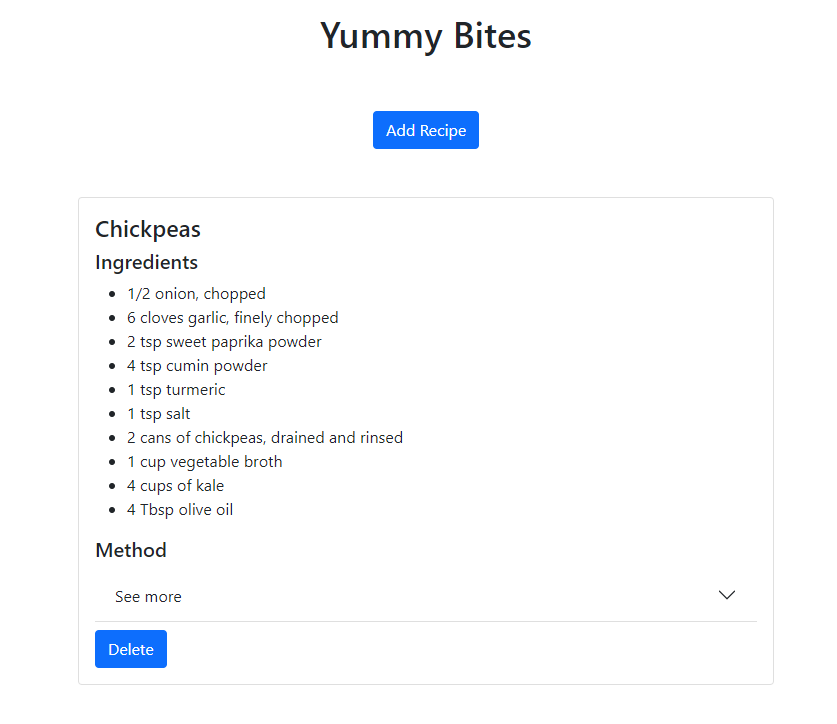 Yummy Bites
Add Recipe
Chickpeas
Ingredients
1/2 onion, chopped
6 cloves garlic, finely chopped
2 tsp sweet paprika powder
4 tsp cumin powder
1 tsp turmeric
1 tsp salt
2 cans of chickpeas, drained and rinsed
1 cup vegetable broth
4 cups of kale
4 Tbsp olive oil
Method
See more
Delete